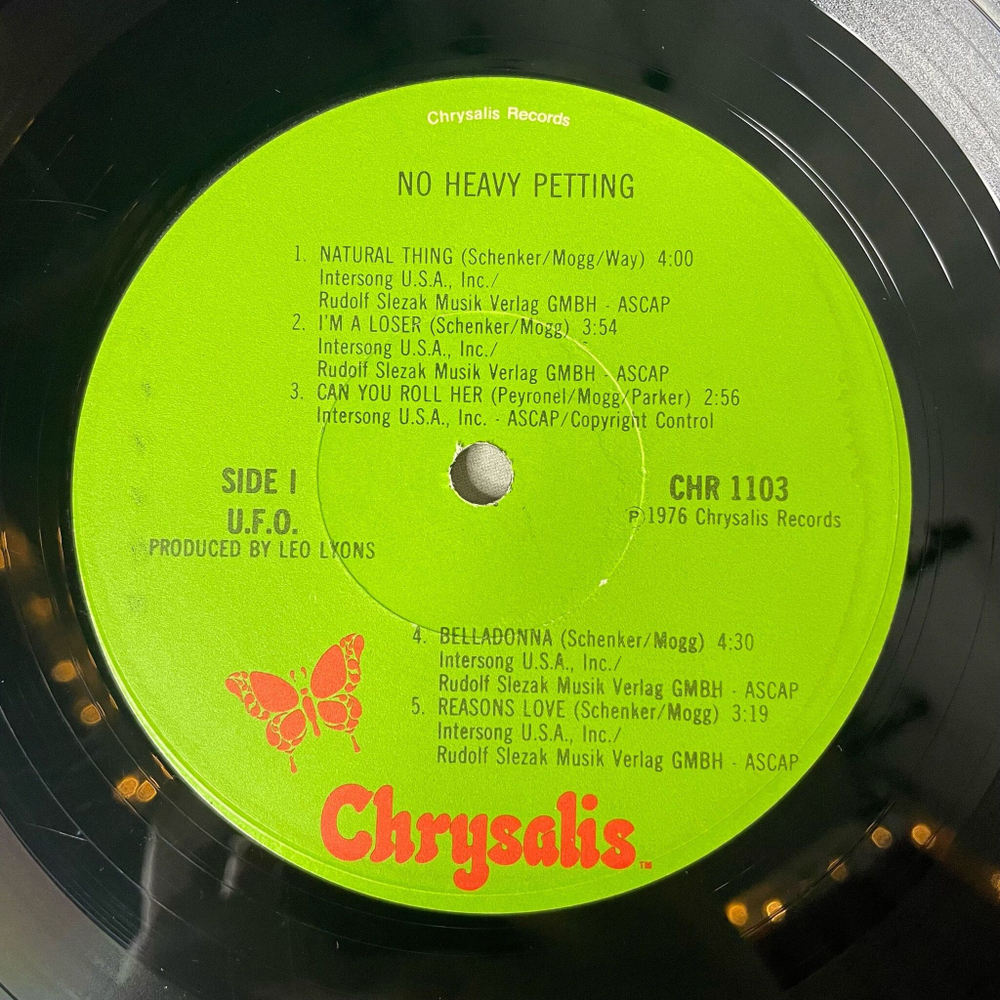 Chrysalis Records
NO HEAVY PETTING
1. NATURAL THING (Schenker/Mogg/Way) 4:00
Intersong U.S.A., Inc./
Rudolf Slezak Musik Verlag GMBH - ASCAP
2. I'M A LOSER (Schenker/Mogg) 3:54
Intersong U.S.A., Inc./
Rudolf Slezak Musik Verlag GMBH - ASCAP
3. CAN YOU ROLL HER (Peyronel/Mogg/Parker) 2:56
Intersong U.S.A., Inc. - ASCAP/Copyright Control
SIDE I
U.F.O.
PRODUCED BY LEO LYONS
CHR 1103
℗1976 Chrysalis Records
4. BELLADONNA (Schenker/Mogg) 4:30
Intersong U.S.A., Inc./
Rudolf Slezak Musik Verlag GMBH - ASCAP
5. REASONS LOVE (Schenker/Mogg) 3:19
Intersong U.S.A., Inc./
Rudolf Slezak Musik Verlag GMBH - ASCAP
Chrysalis™